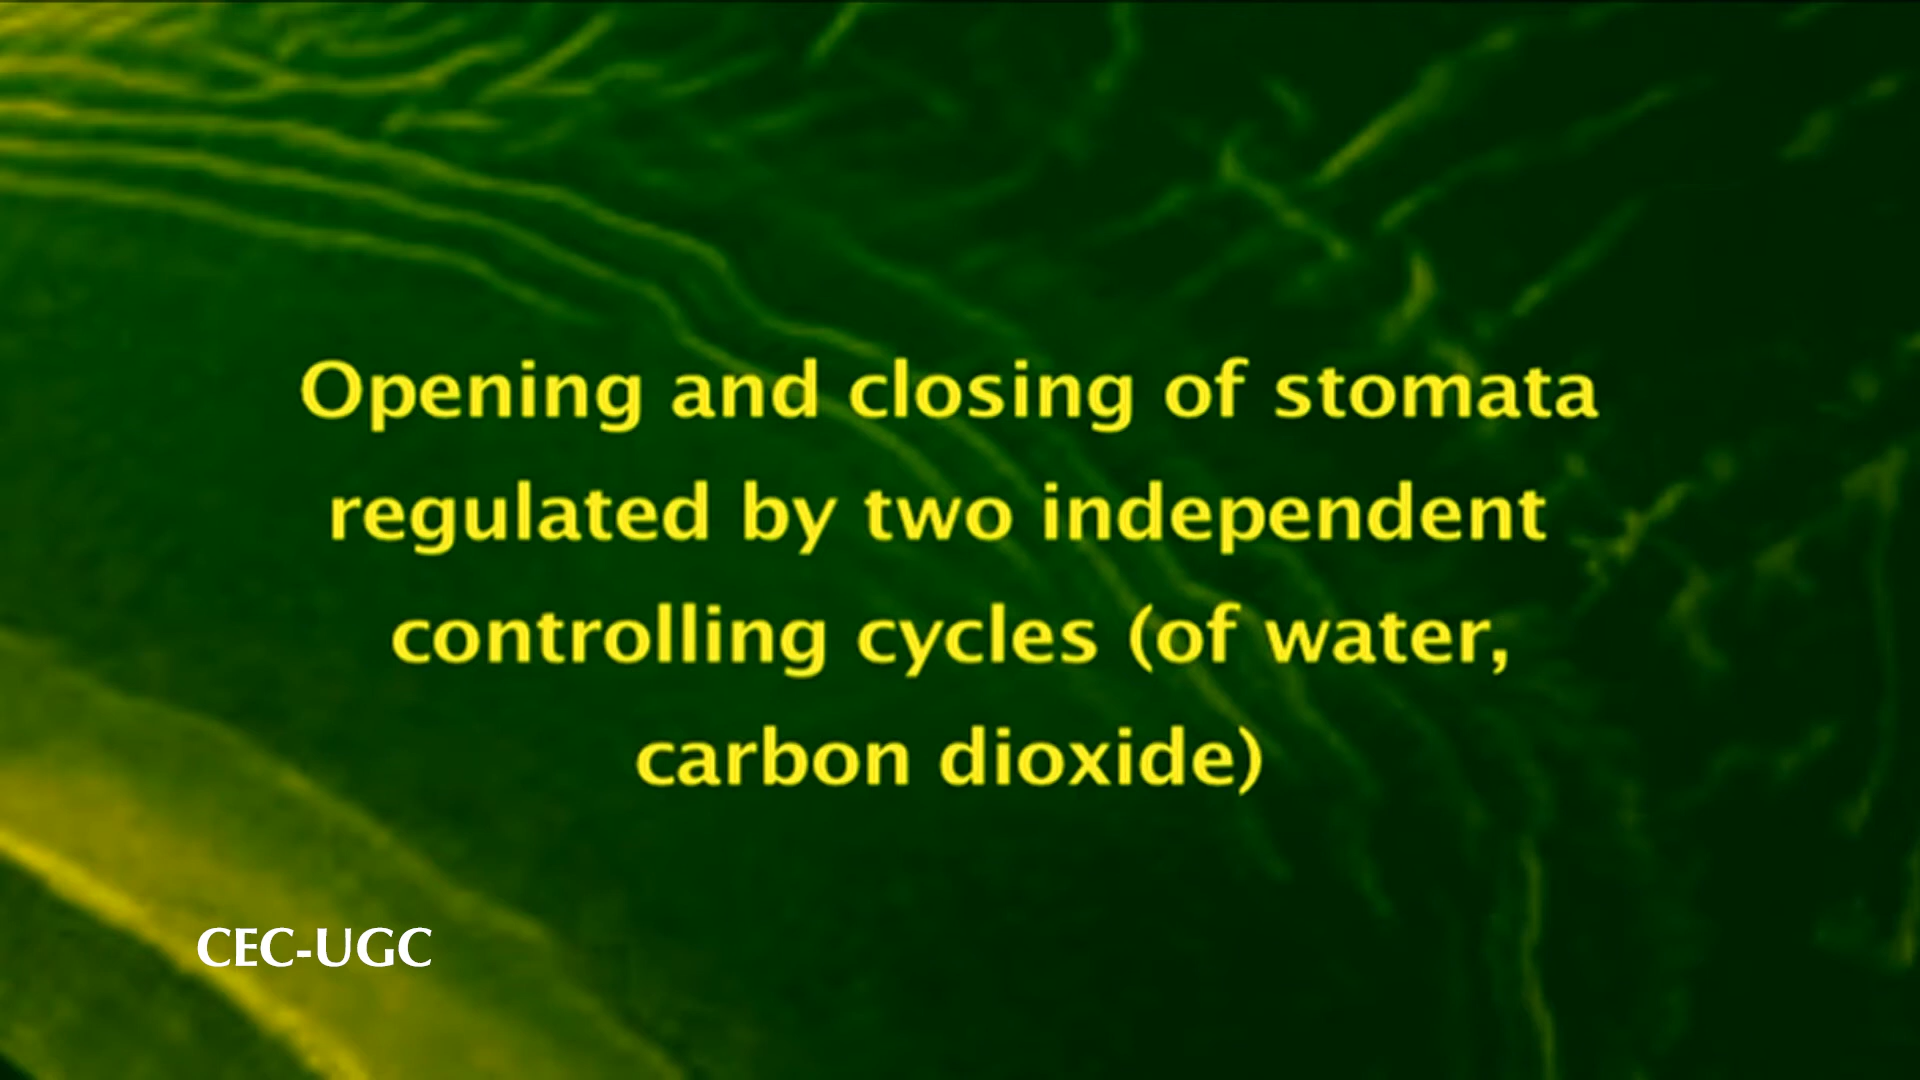 Opening and closing of stomata
regulated by two independent
controlling cycles (of water,
carbon dioxide)
CEC-UGC